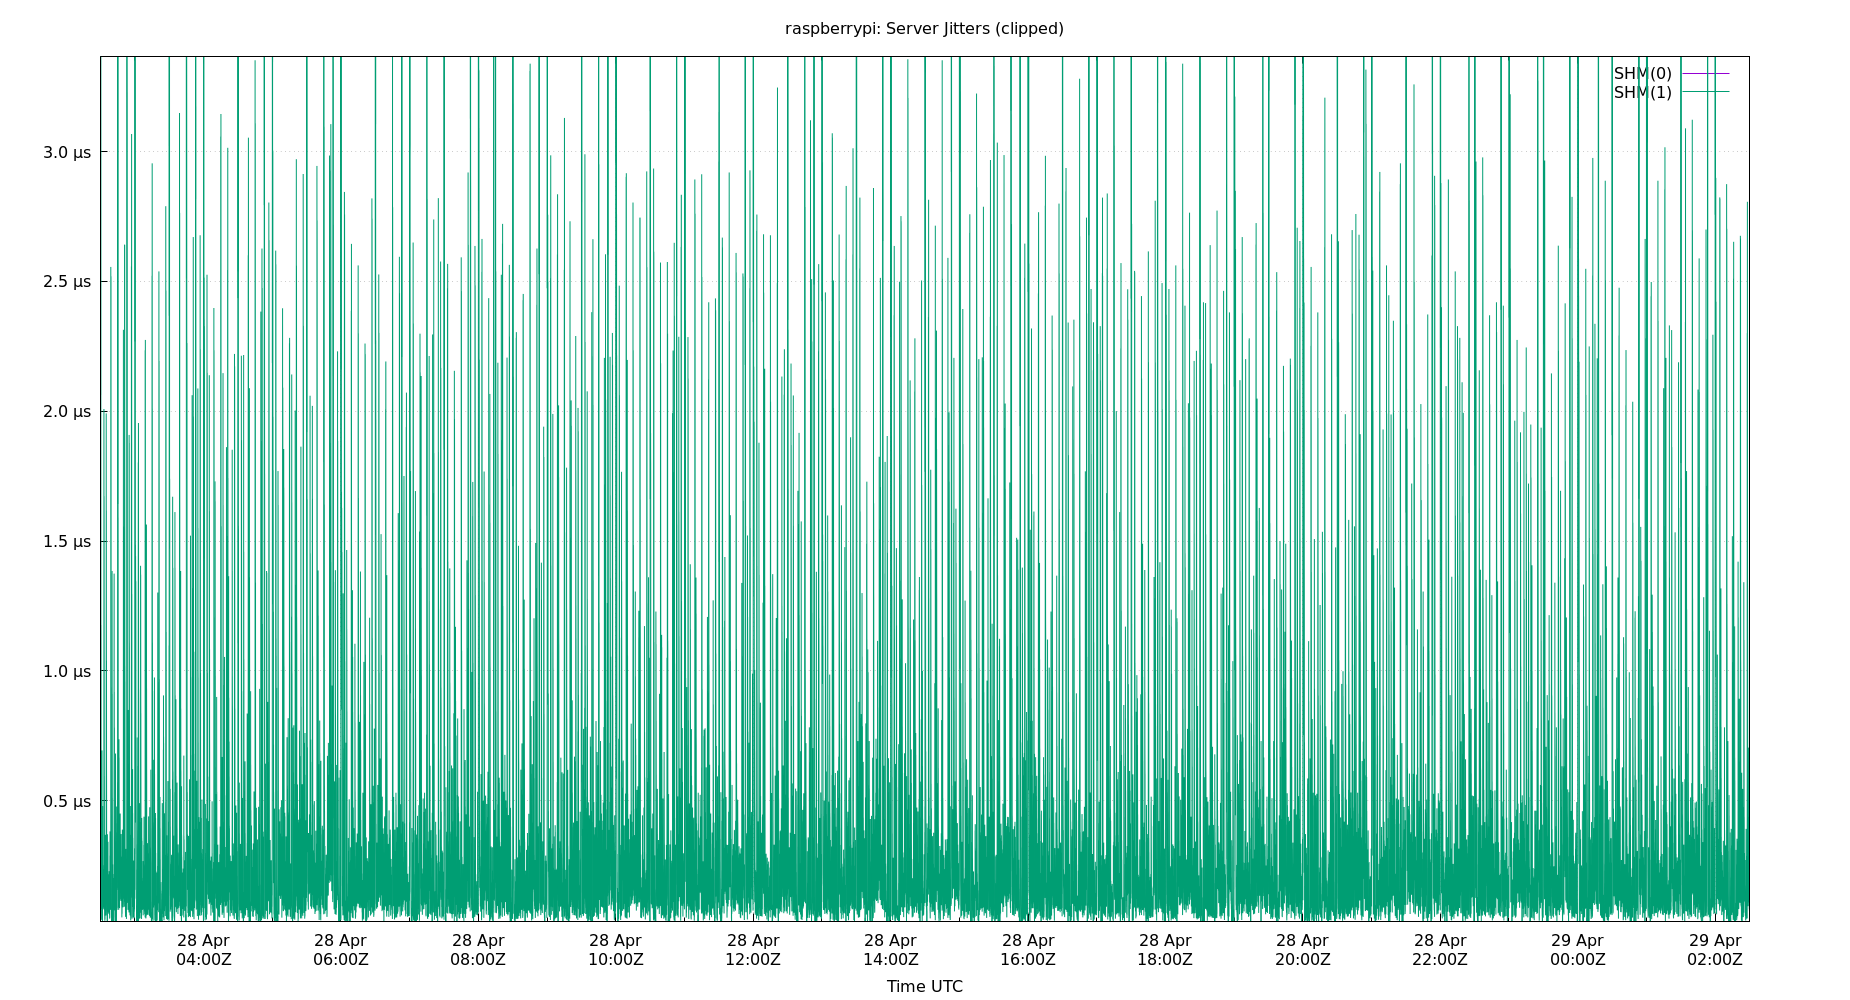 raspberrypi: Server Jitters (clipped)
SHM(0)
SHM(1)
3.0 µs
2.5 µs
2.0 µs
1.5 µs
1.0 µs
0.5 µs
28 Apr 28 Apr 28 Apr 28 Apr 28 Apr 28 Apr 28 Apr 28 Apr 28 Apr 28 Apr 29 Apr 29 Apr
04:00Z 06:00Z 08:00Z 10:00Z 12:00Z 14:00Z 16:00Z 18:00Z 20:00Z 22:00Z 00:00Z 02:00Z
Time UTC